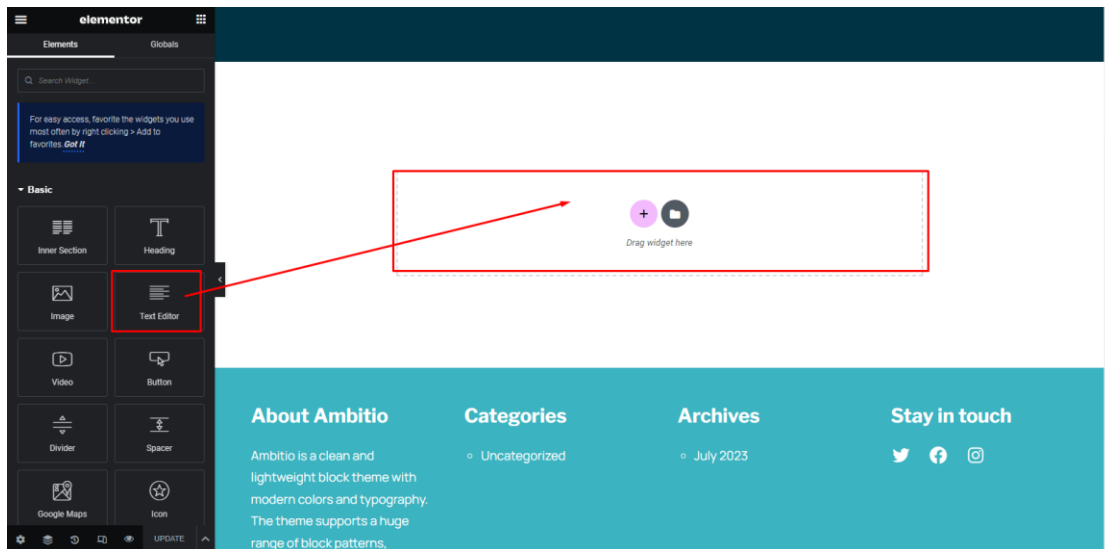 elementor
Elements
Globals
Search Widget...
For easy access, favorite the widgets you use
most often by right clicking > Add to
favorites. Got It
Basic
Inner Section
Heading
Image
Text Editor
Video
Button
Divider
Spacer
Google Maps
Icon
UPDATE
Drag widget here
About Ambitio
Ambitio is a clean and
lightweight block theme with
modern colors and typography.
The theme supports a huge
range of block patterns,
Categories
Uncategorized
Archives
July 2023
Stay in touch